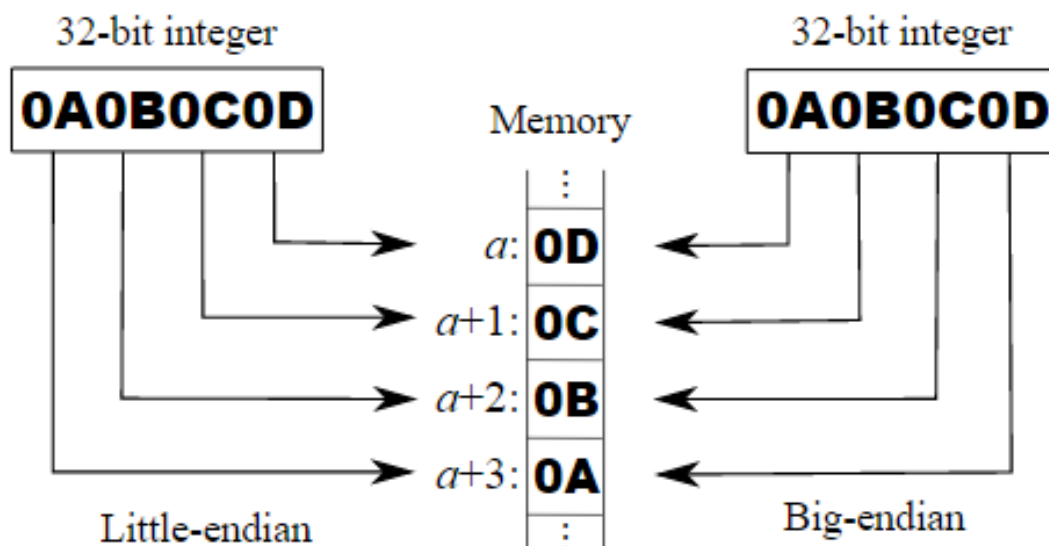 32-bit integer
32-bit integer
0A0B0C0D
0A0B0C0D
Memory
⋮
a: 0D
a+1: 0C
a+2: 0B
a+3: 0A
⋮
Little-endian
Big-endian